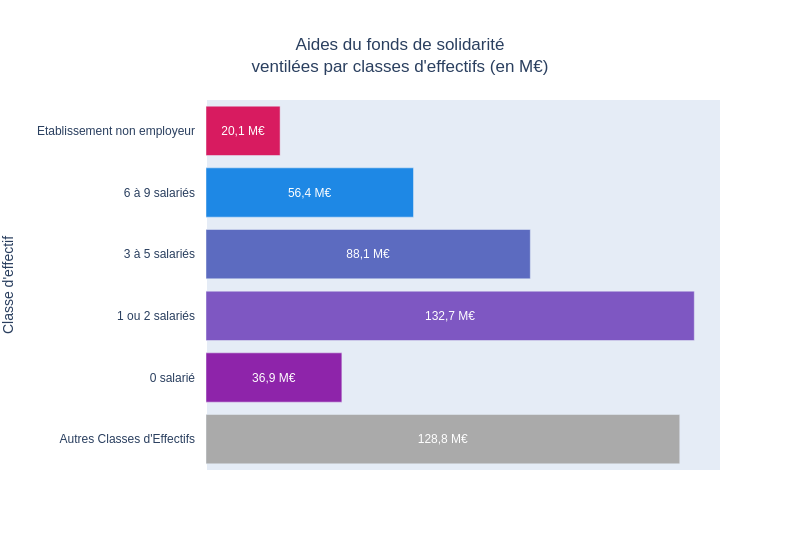 Aides du fonds de solidarité
ventilées par classes d'effectifs (en M€)
Classe d'effectif
Etablissement non employeur
20,1 M€
6 à 9 salariés
56,4 M€
3 à 5 salariés
88,1 M€
1 ou 2 salariés
132,7 M€
0 salarié
36,9 M€
Autres Classes d'Effectifs
128,8 M€